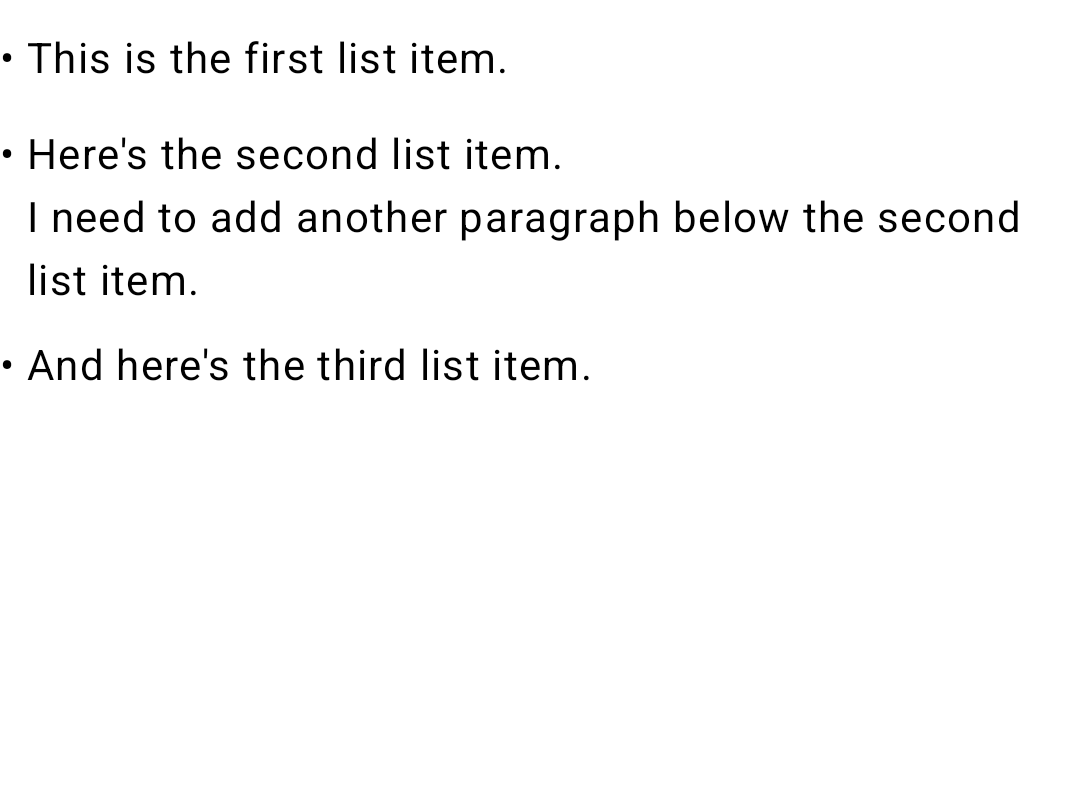 • This is the first list item.
• Here's the second list item.
I need to add another paragraph below the second
list item.
• And here's the third list item.